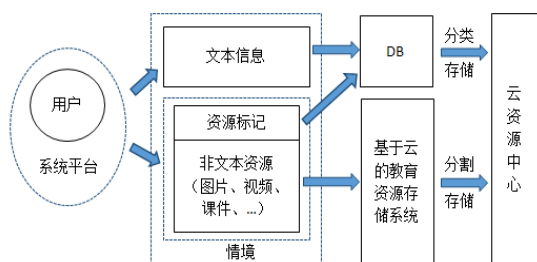 用户
系统平台
文本信息
资源标记
非文本资源
（图片、视频、
课件、…）
情境
DB
基于云
的教育
资源存
储系统
分类
存储
分割
存储
云
资
源
中
心